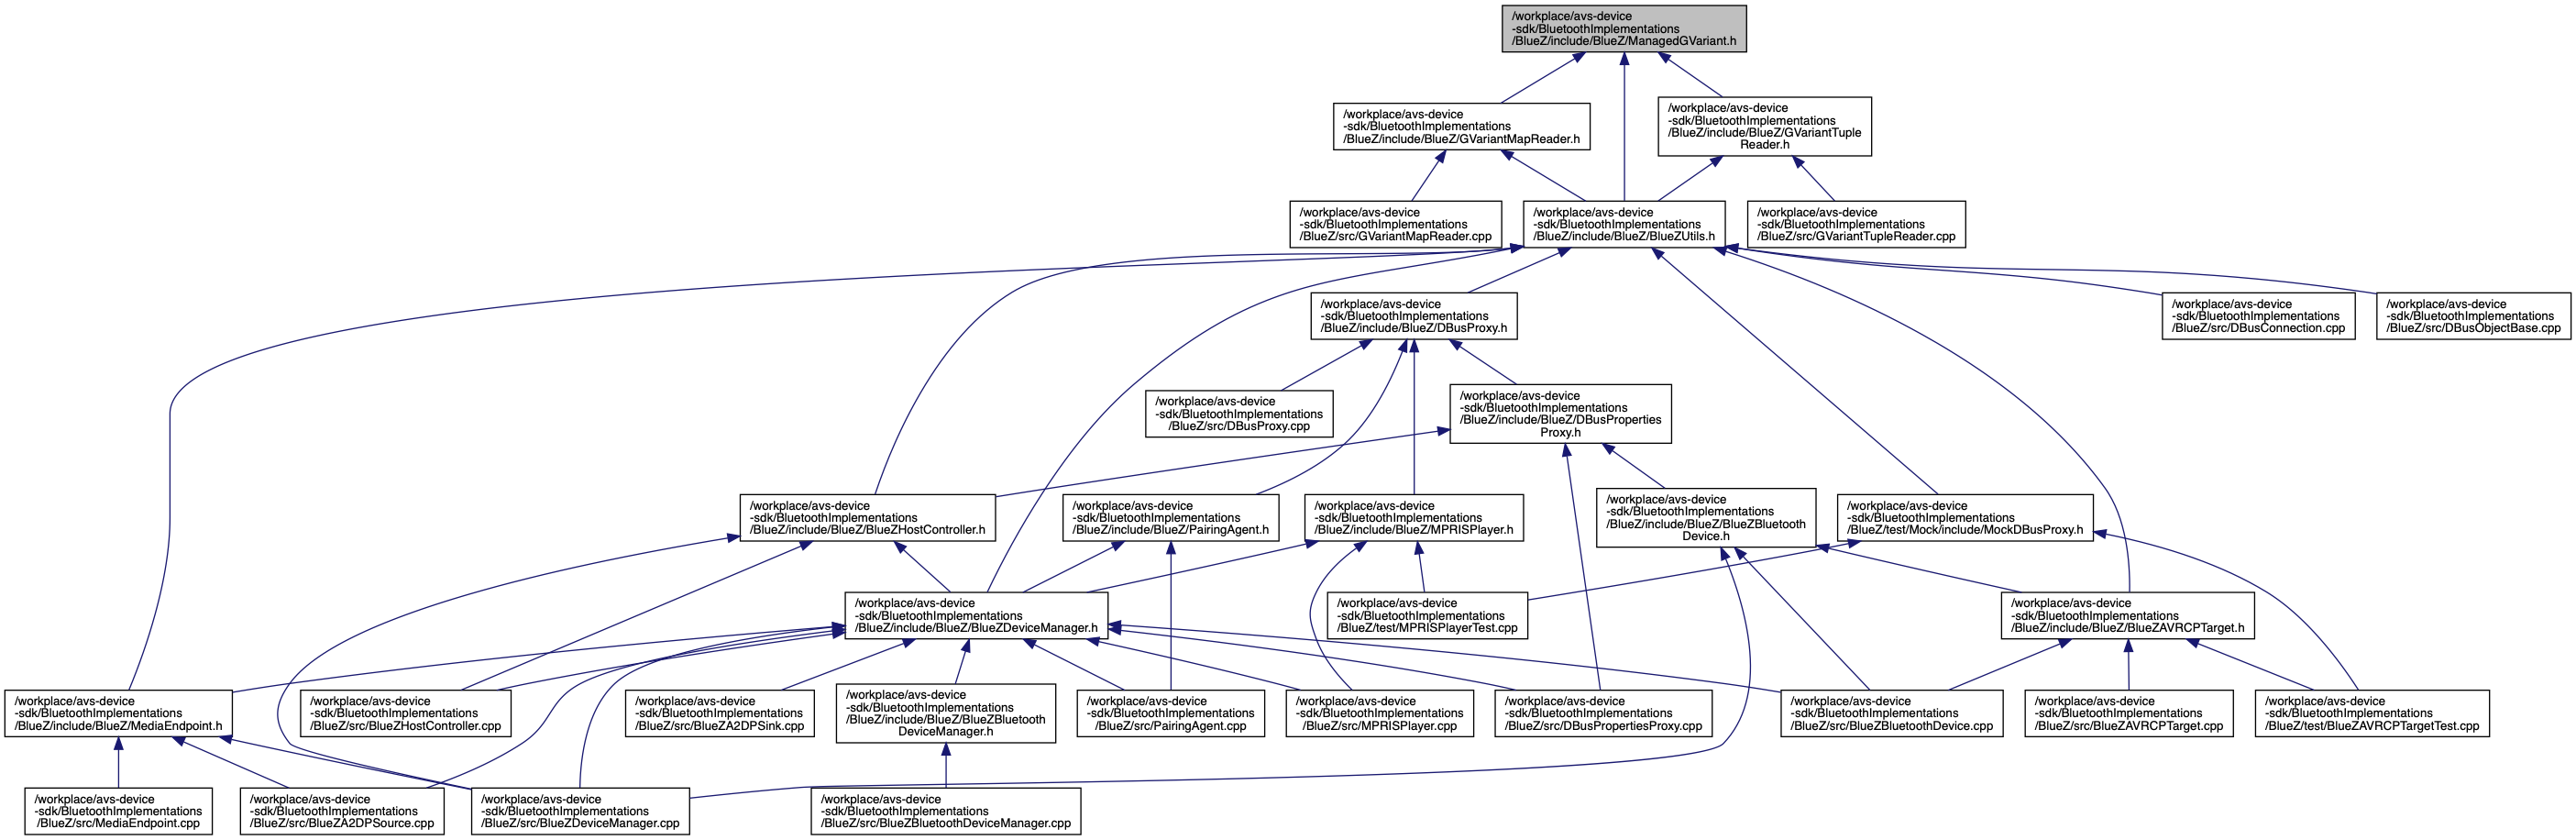 /workplace/avs-device
-sdk/BluetoothImplementations
/BlueZ/include/BlueZ/ManagedGVariant.h
/workplace/avs-device
-sdk/BluetoothImplementations
/BlueZ/include/BlueZ/GVariantMapReader.h
/workplace/avs-device
-sdk/BluetoothImplementations
/BlueZ/include/BlueZ/GVariantTuple
Reader.h
/workplace/avs-device
-sdk/BluetoothImplementations
/BlueZ/src/GVariantMapReader.cpp
/workplace/avs-device
-sdk/BluetoothImplementations
/BlueZ/include/BlueZ/BlueZUtils.h
/workplace/avs-device
-sdk/BluetoothImplementations
/BlueZ/src/GVariantTupleReader.cpp
/workplace/avs-device
-sdk/BluetoothImplementations
/BlueZ/include/BlueZ/DBusProxy.h
/workplace/avs-device
-sdk/BluetoothImplementations
/BlueZ/src/DBusConnection.cpp
/workplace/avs-device
-sdk/BluetoothImplementations
/BlueZ/src/DBusObjectBase.cpp
/workplace/avs-device
-sdk/BluetoothImplementations
/BlueZ/src/DBusProxy.cpp
/workplace/avs-device
-sdk/BluetoothImplementations
/BlueZ/include/BlueZ/DBusProperties
Proxy.h
/workplace/avs-device
-sdk/BluetoothImplementations
/BlueZ/include/BlueZ/BlueZHostController.h
/workplace/avs-device
-sdk/BluetoothImplementations
/BlueZ/include/BlueZ/PairingAgent.h
/workplace/avs-device
-sdk/BluetoothImplementations
/BlueZ/include/BlueZ/MPRISPlayer.h
/workplace/avs-device
-sdk/BluetoothImplementations
/BlueZ/include/BlueZ/BlueZBluetooth
Device.h
/workplace/avs-device
-sdk/BluetoothImplementations
/BlueZ/test/Mock/include/MockDBusProxy.h
/workplace/avs-device
-sdk/BluetoothImplementations
/BlueZ/include/BlueZ/BlueZDeviceManager.h
/workplace/avs-device
-sdk/BluetoothImplementations
/BlueZ/test/MPRISPlayerTest.cpp
/workplace/avs-device
-sdk/BluetoothImplementations
/BlueZ/include/BlueZ/BlueZAVRCPTarget.h
/workplace/avs-device
-sdk/BluetoothImplementations
/BlueZ/include/BlueZ/MediaEndpoint.h
/workplace/avs-device
-sdk/BluetoothImplementations
/BlueZ/src/BlueZHostController.cpp
/workplace/avs-device
-sdk/BluetoothImplementations
/BlueZ/src/BlueZA2DPSink.cpp
/workplace/avs-device
-sdk/BluetoothImplementations
/BlueZ/include/BlueZ/BlueZBluetooth
DeviceManager.h
/workplace/avs-device
-sdk/BluetoothImplementations
/BlueZ/src/PairingAgent.cpp
/workplace/avs-device
-sdk/BluetoothImplementations
/BlueZ/src/MPRISPlayer.cpp
/workplace/avs-device
-sdk/BluetoothImplementations
/BlueZ/src/DBusPropertiesProxy.cpp
/workplace/avs-device
-sdk/BluetoothImplementations
/BlueZ/src/BlueZBluetoothDevice.cpp
/workplace/avs-device
-sdk/BluetoothImplementations
/BlueZ/src/BlueZAVRCPTarget.cpp
/workplace/avs-device
-sdk/BluetoothImplementations
/BlueZ/test/BlueZAVRCPTargetTest.cpp
/workplace/avs-device
-sdk/BluetoothImplementations
/BlueZ/src/MediaEndpoint.cpp
/workplace/avs-device
-sdk/BluetoothImplementations
/BlueZ/src/BlueZA2DPSource.cpp
/workplace/avs-device
-sdk/BluetoothImplementations
/BlueZ/src/BlueZDeviceManager.cpp
/workplace/avs-device
-sdk/BluetoothImplementations
/BlueZ/src/BlueZBluetoothDeviceManager.cpp